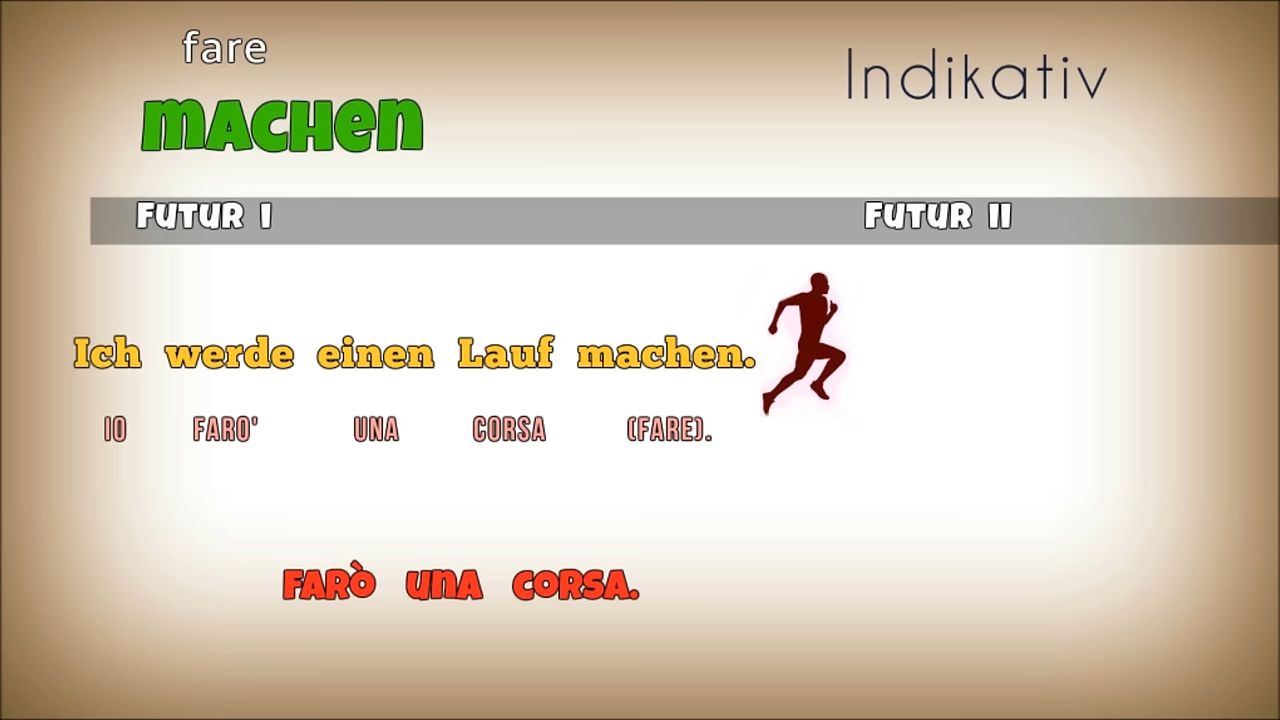 fare
Indikativ
machen
Futur I
Futur II
Ich werde einen Lauf machen.
IO FARO' UNA CORSA (FARE).
Farò una corsa.